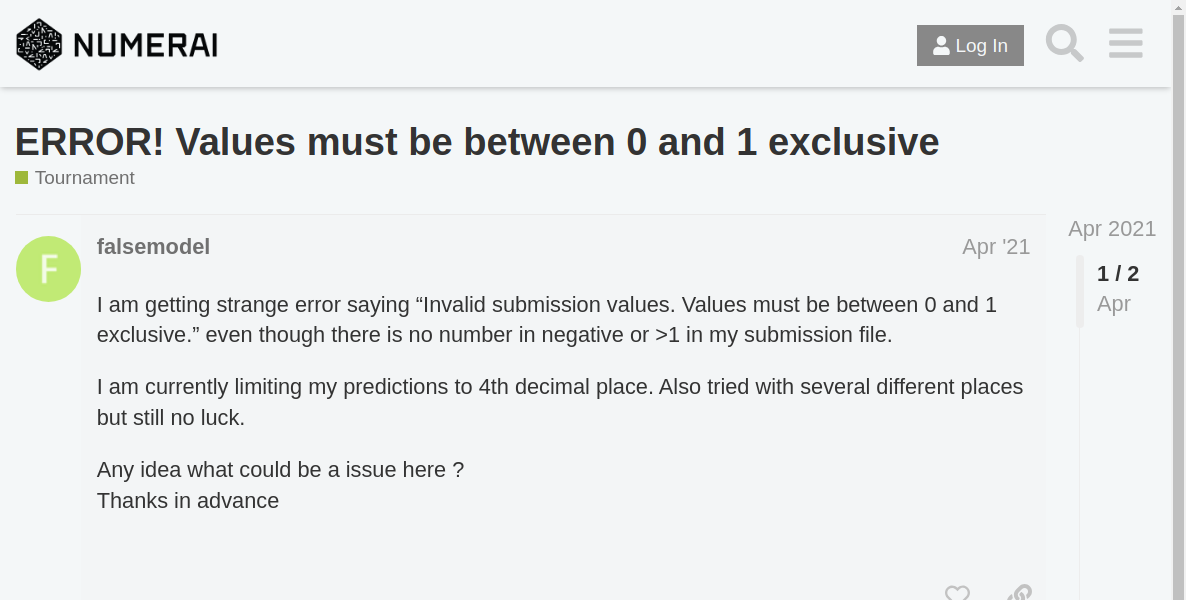 NUMERAI
Log In
ERROR! Values must be between 0 and 1 exclusive
Tournament
Apr 2021
F
falsemodel
Apr '21
1 / 2
Apr
I am getting strange error saying “Invalid submission values. Values must be between 0 and 1
exclusive.” even though there is no number in negative or >1 in my submission file.
I am currently limiting my predictions to 4th decimal place. Also tried with several different places
but still no luck.
Any idea what could be a issue here ?
Thanks in advance